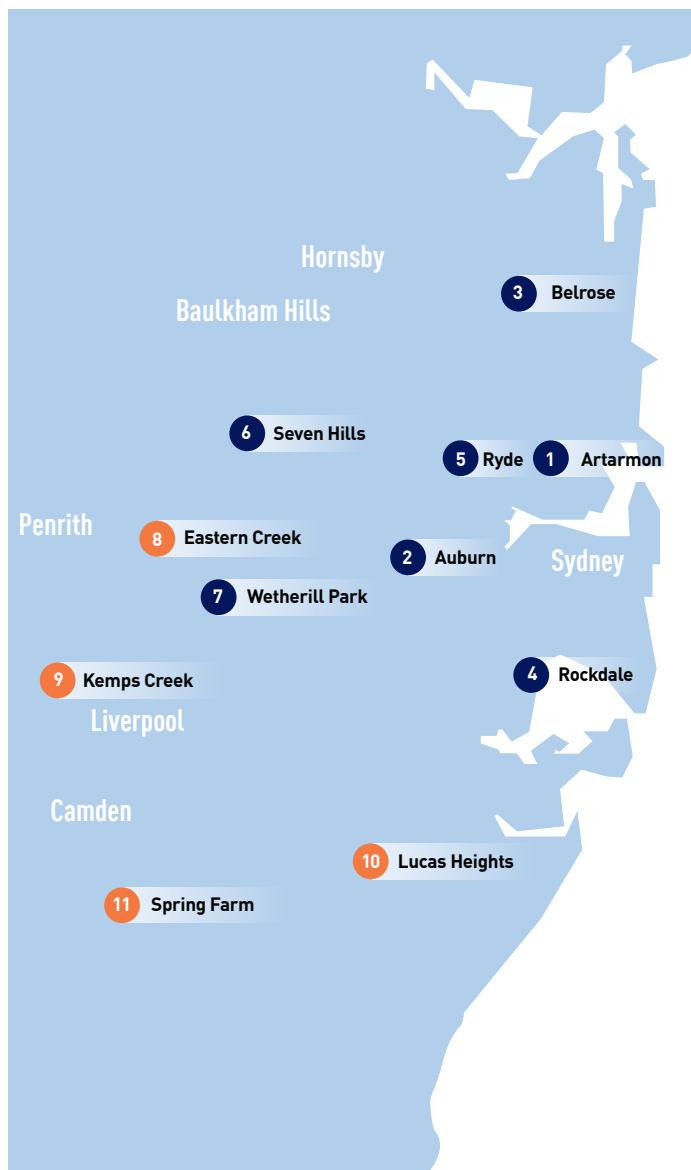 Hornsby
3 Belrose
Baulkham Hills
6 Seven Hills
5 Ryde
1 Artarmon
Penrith
8 Eastern Creek
2 Auburn
Sydney
7 Wetherill Park
9 Kemps Creek
4 Rockdale
Liverpool
Camden
10 Lucas Heights
11 Spring Farm